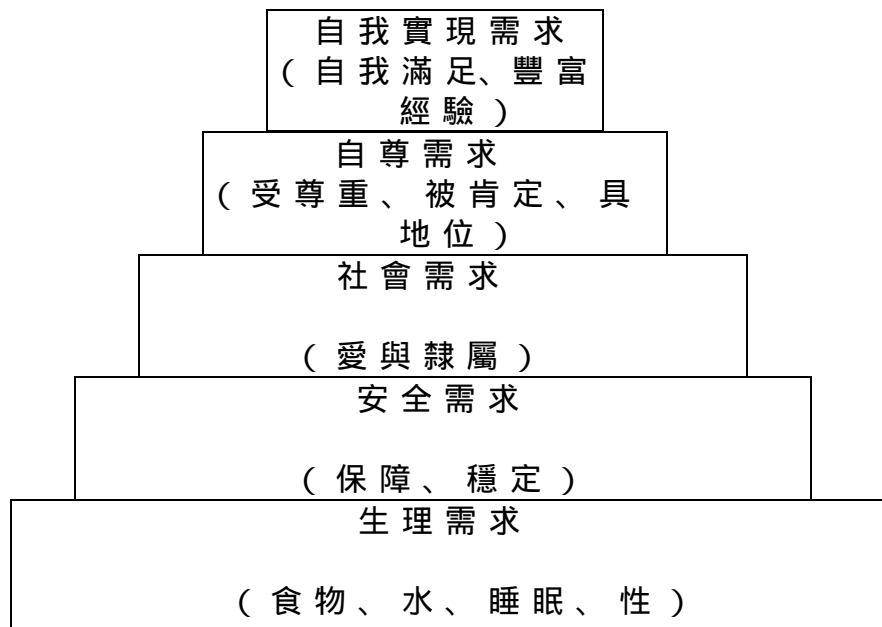 自我實現需求
(自我滿足、豐富
經驗)
自尊需求
(受尊重、被肯定、具
地位)
社會需求
(愛與隸屬)
安全需求
(保障、穩定)
生理需求
(食物、水、睡眠、性)